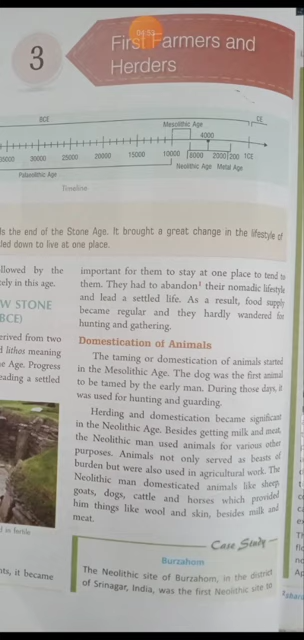 3
First Farmers and
Herders
BCE
CE
Mesolithic Age
4000
35000 30000 25000 20000 15000 10000 8000 2000 200 1CE
Neolithic Age Metal Age
Palaeolithic Age
Timeline
ls the end of the Stone Age. It brought a great change in the lifestyle of
led down to live at one place.
llowed by the
tely in this age.
W STONE
BCE)
erived from two
d lithos meaning
e Age. Progress
eading a settled
d in fertile
nts, it became
important for them to stay at one place to tend to
them. They had to abandon¹ their nomadic lifestyle
and lead a settled life. As a result, food supply
became regular and they hardly wandered for
hunting and gathering.
Domestication of Animals
The taming or domestication of animals started
in the Mesolithic Age. The dog was the first animal
to be tamed by the early man. During those days, it
was used for hunting and guarding.
Herding and domestication became significant
in the Neolithic Age. Besides getting milk and meat,
the Neolithic man used animals for various other
purposes. Animals not only served as beasts of
burden but were also used in agricultural work. The
Neolithic man domesticated animals like sheep,
goats, dogs, cattle and horses which provided
him things like wool and skin, besides milk and
meat.
Case Study
Burzahom
The Neolithic site of Burzahom, in the district
of Srinagar, India, was the first Neolithic site to